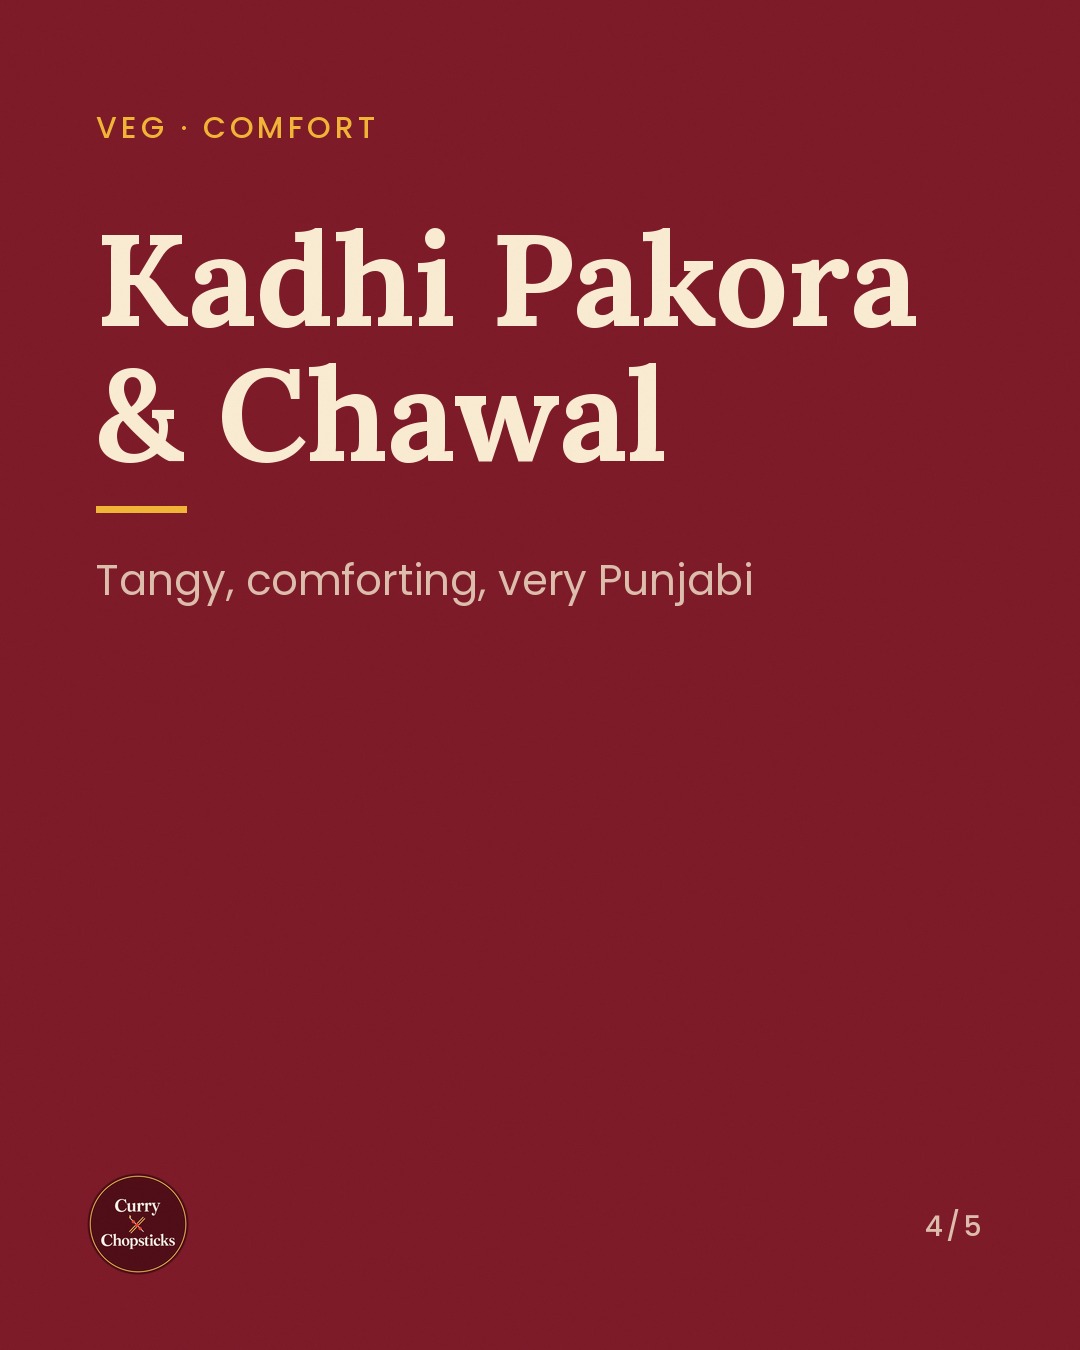 VEG · COMFORT
Kadhi Pakora
& Chawal
Tangy, comforting, very Punjabi
Curry
Chopsticks
4/5